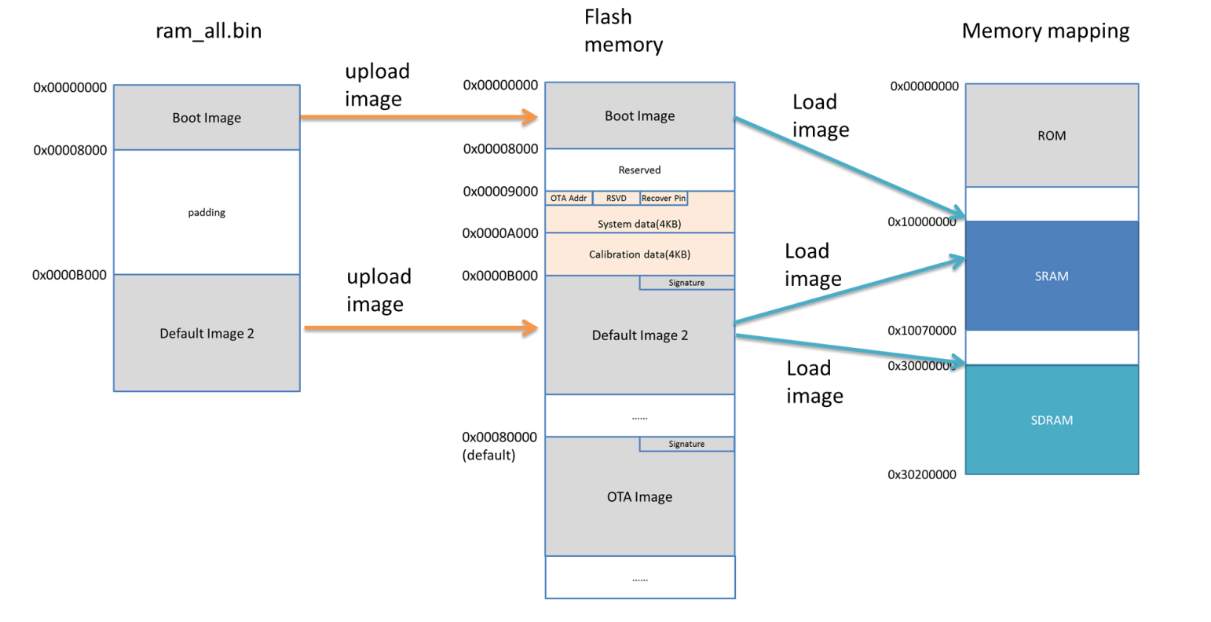 ram_all.bin
0x00000000
Boot Image
0x00008000
padding
0x0000B000
Default Image 2
upload
image
upload
image
Flash
memory
0x00000000
Boot Image
0x00008000
Reserved
0x00009000
OTA Addr
RSVD
Recover Pin
System data(4KB)
0x0000A000
Calibration data(4KB)
0x0000B000
Signature
Default Image 2
......
0x00080000
(default)
Signature
OTA Image
......
Load
image
Load
image
Load
image
Memory mapping
0x00000000
ROM
0x10000000
SRAM
0x10070000
0x30000000
SDRAM
0x30200000